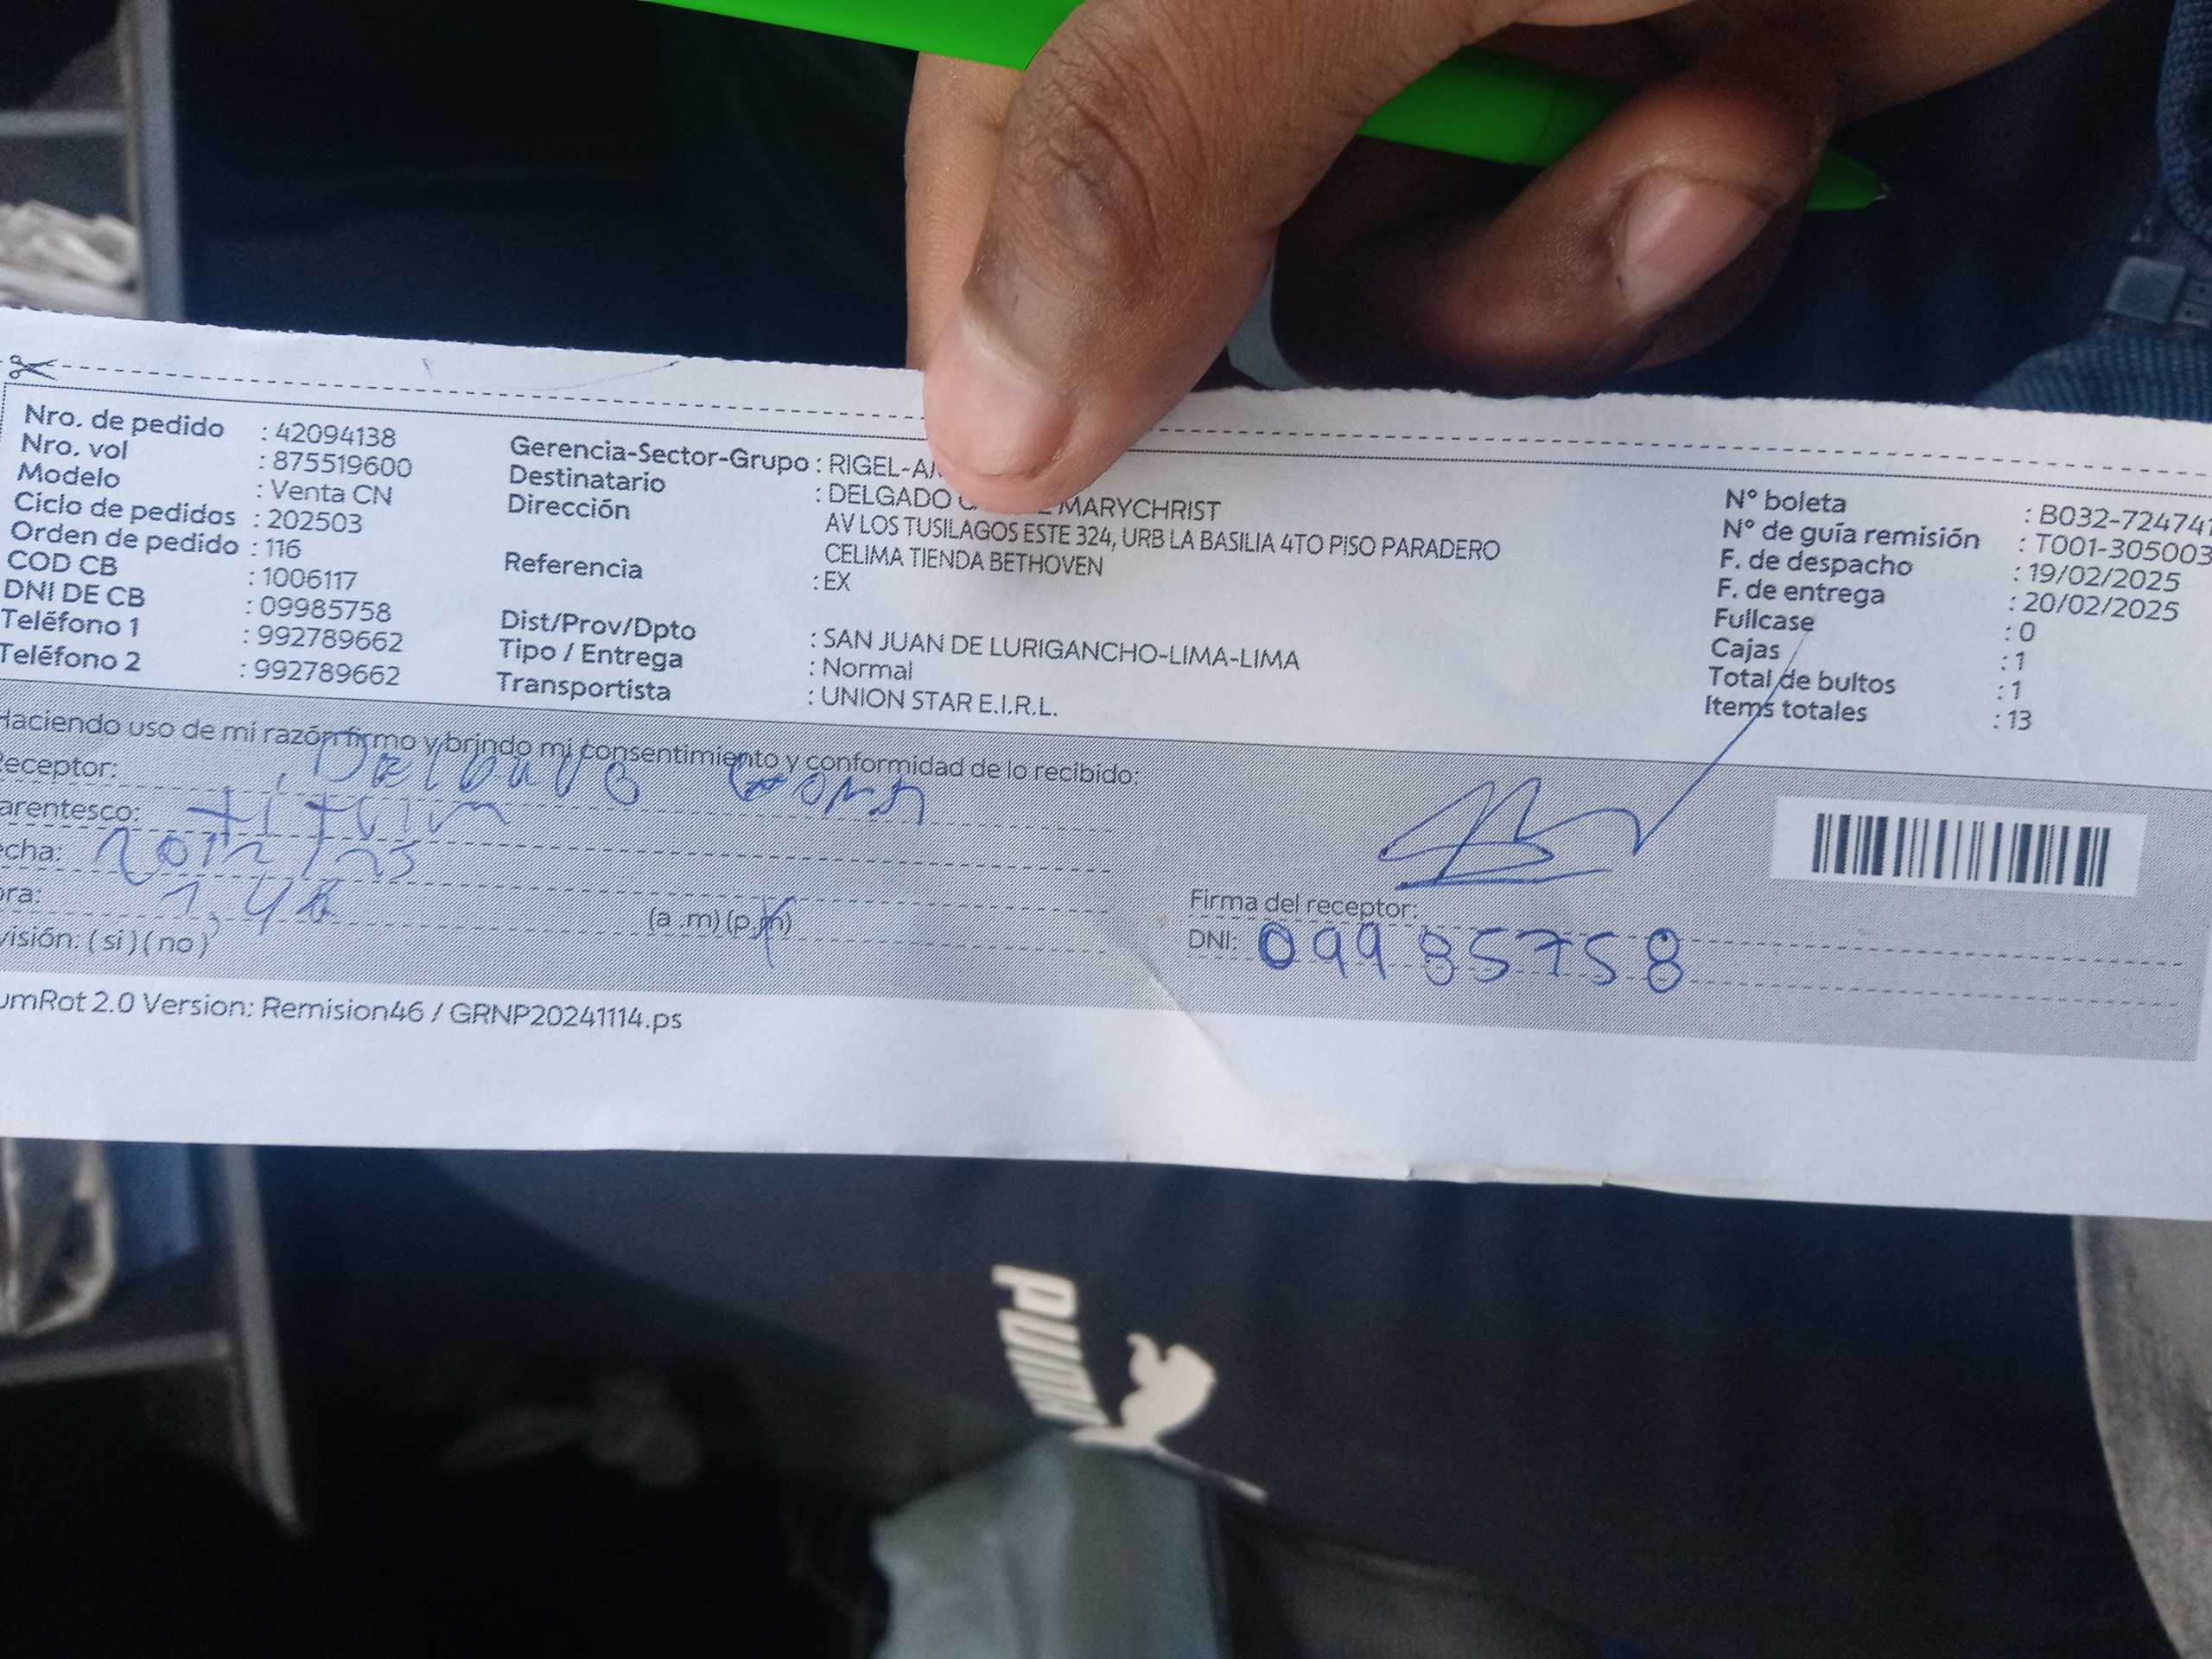 Nro. de pedido : 42094138
Nro. vol : 875519600
Modelo : Venta CN
Ciclo de pedidos : 202503
Orden de pedido : 116
COD CB : 1006117
DNI DE CB : 09985758
Teléfono 1 : 992789662
Teléfono 2 : 992789662
Gerencia-Sector-Grupo : RIGEL-
Destinatario : DELGADO MARYCHRIST
Dirección AV LOS TUSILAGOS ESTE 324, URB LA BASILIA 4TO PISO PARADERO
CELIMA TIENDA BETHOVEN
Referencia : EX
Dist/Prov/Dpto : SAN JUAN DE LURIGANCHO-LIMA-LIMA
Tipo / Entrega : Normal
Transportista : UNION STAR E.I.R.L.
N° boleta : B032-724741
N° de guía remisión : T001-305003
F. de despacho : 19/02/2025
F. de entrega : 20/02/2025
Fullcase : 0
Cajas : 1
Total de bultos : 1
Items totales : 13
Haciendo uso de mi razón firmo y brindo mi consentimiento y conformidad de lo recibido:
Receptor: Delgado
arentesco:
echa: 20/2/25
ora: (a .m) (p.m)
visión: ( si ) ( no )
Firma del receptor:
DNI: 09985758
umRot 2.0 Version: Remision46 / GRNP20241114.ps
PUMA